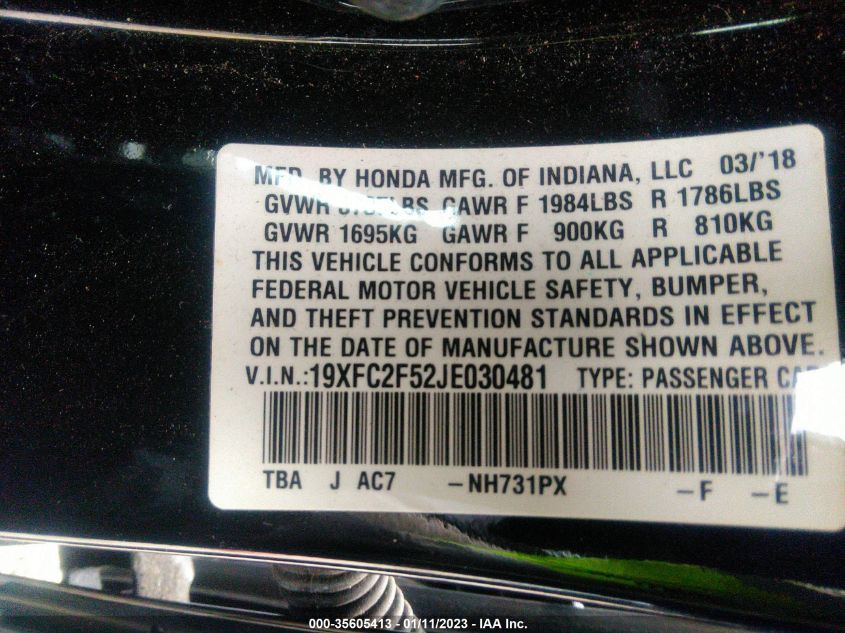 MFD. BY HONDA MFG. OF INDIANA, LLC 03/'18
GVWR GAWR F 1984LBS R 1786LBS
GVWR 1695KG GAWR F 900KG R 810KG
THIS VEHICLE CONFORMS TO ALL APPLICABLE
FEDERAL MOTOR VEHICLE SAFETY, BUMPER,
AND THEFT PREVENTION STANDARDS IN EFFECT
ON THE DATE OF MANUFACTURE SHOWN ABOVE.
V.I.N.:19XFC2F52JE030481 TYPE: PASSENGER CAR
TBA J AC7 -NH731PX -F -E
000-35605413 - 01/11/2023 - IAA Inc.